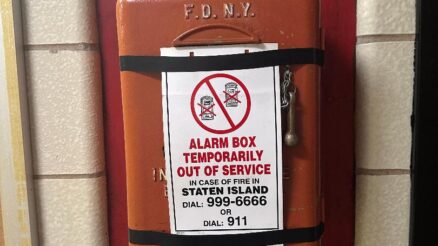 F.D.N.Y.
ALARM BOX
TEMPORARILY
OUT OF SERVICE
IN CASE OF FIRE IN
STATEN ISLAND
DIAL: 999-6666
OR
DIAL: 911